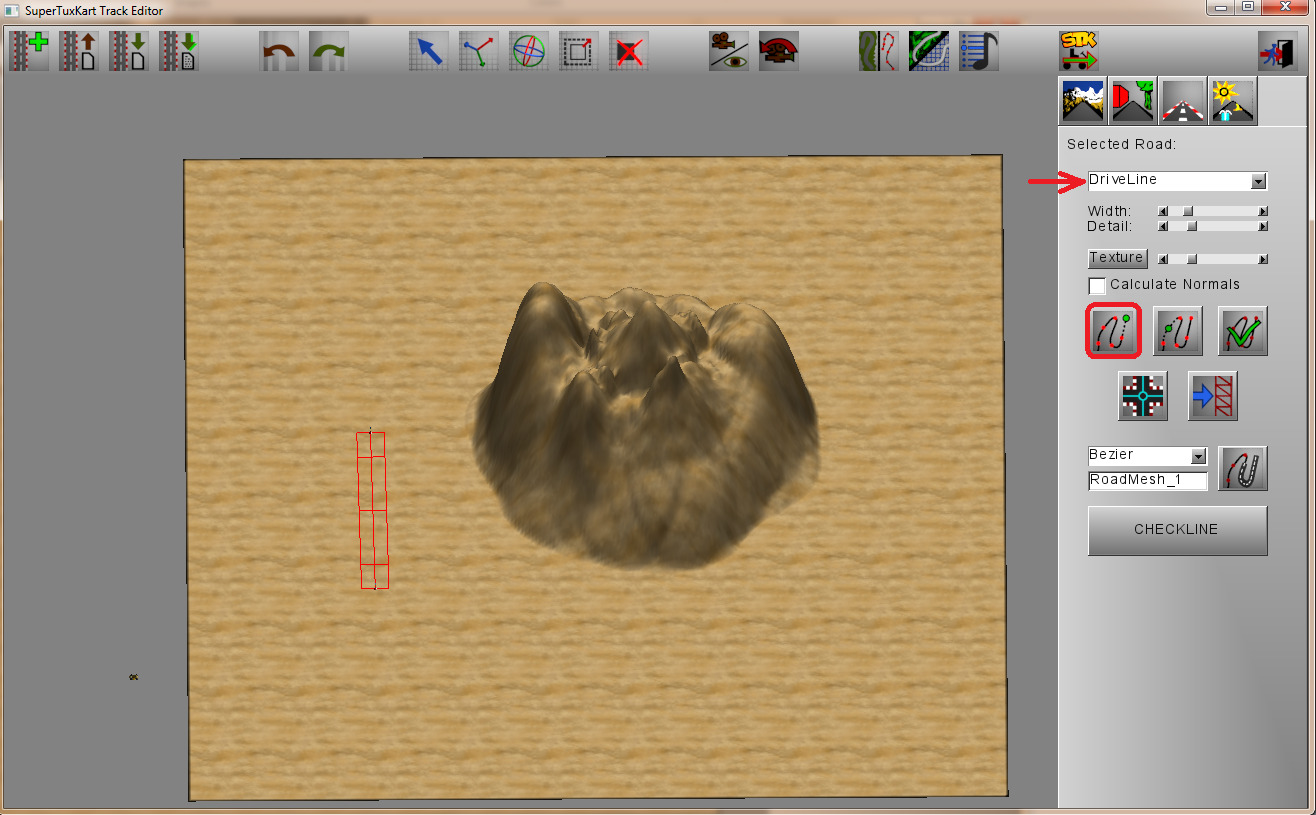 SuperTuxKart Track Editor
STK
Selected Road:
DriveLine
Width:
Detail:
Texture
Calculate Normals
Bezier
RoadMesh_1
CHECKLINE